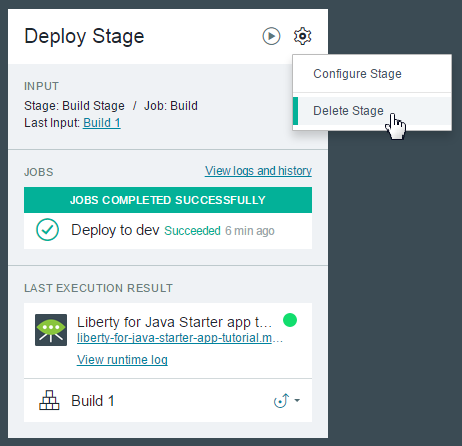 Deploy Stage
Configure Stage
Delete Stage
INPUT
Stage: Build Stage / Job: Build
Last Input: Build 1
JOBS
View logs and history
JOBS COMPLETED SUCCESSFULLY
Deploy to dev Succeeded 6 min ago
LAST EXECUTION RESULT
Liberty for Java Starter app t...
liberty-for-java-starter-app-tutorial.m...
View runtime log
Build 1